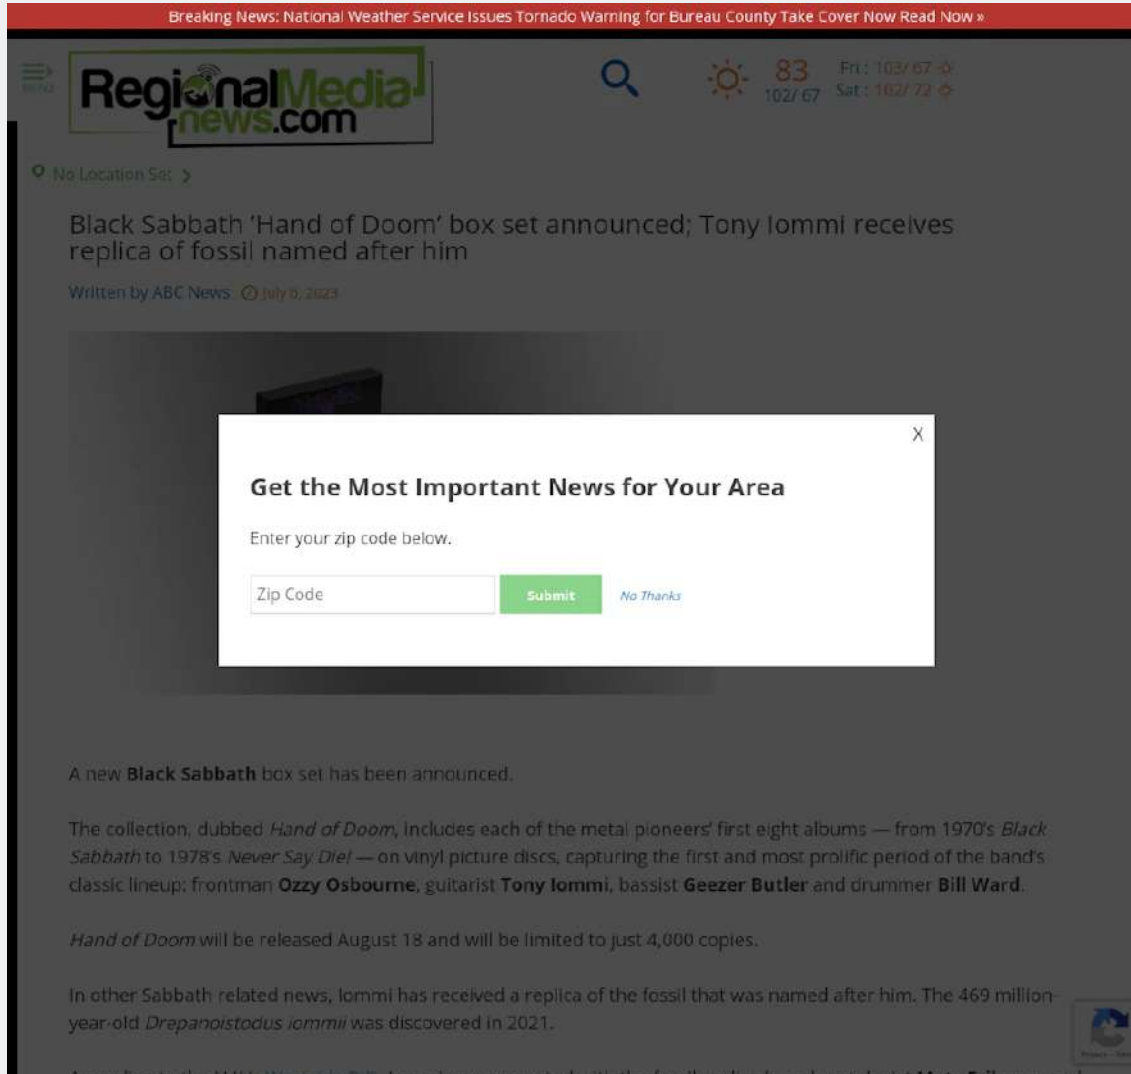 Breaking News: National Weather Service Issues Tornado Warning for Bureau County Take Cover Now Read Now »
MENU
RegionalMedia
news.com
83
102/ 67
Fri : 103/ 67
Sat : 102/ 72
No Location Set
Black Sabbath ‘Hand of Doom’ box set announced; Tony Iommi receives
replica of fossil named after him
Written by ABC News July 6, 2023
X
Get the Most Important News for Your Area
Enter your zip code below.
Zip Code
Submit
No Thanks
A new Black Sabbath box set has been announced.
The collection, dubbed Hand of Doom, includes each of the metal pioneers’ first eight albums — from 1970’s Black
Sabbath to 1978’s Never Say Die! — on vinyl picture discs, capturing the first and most prolific period of the band’s
classic lineup: frontman Ozzy Osbourne, guitarist Tony Iommi, bassist Geezer Butler and drummer Bill Ward.
Hand of Doom will be released August 18 and will be limited to just 4,000 copies.
In other Sabbath related news, Iommi has received a replica of the fossil that was named after him. The 469 million-
year-old Drepanoistodus iommii was discovered in 2021.